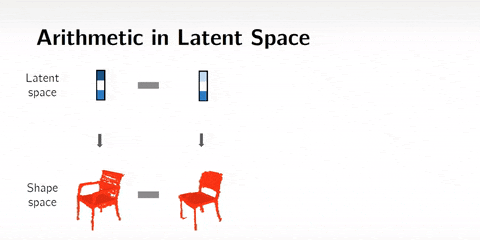 Arithmetic in Latent Space
Latent
space
Shape
space